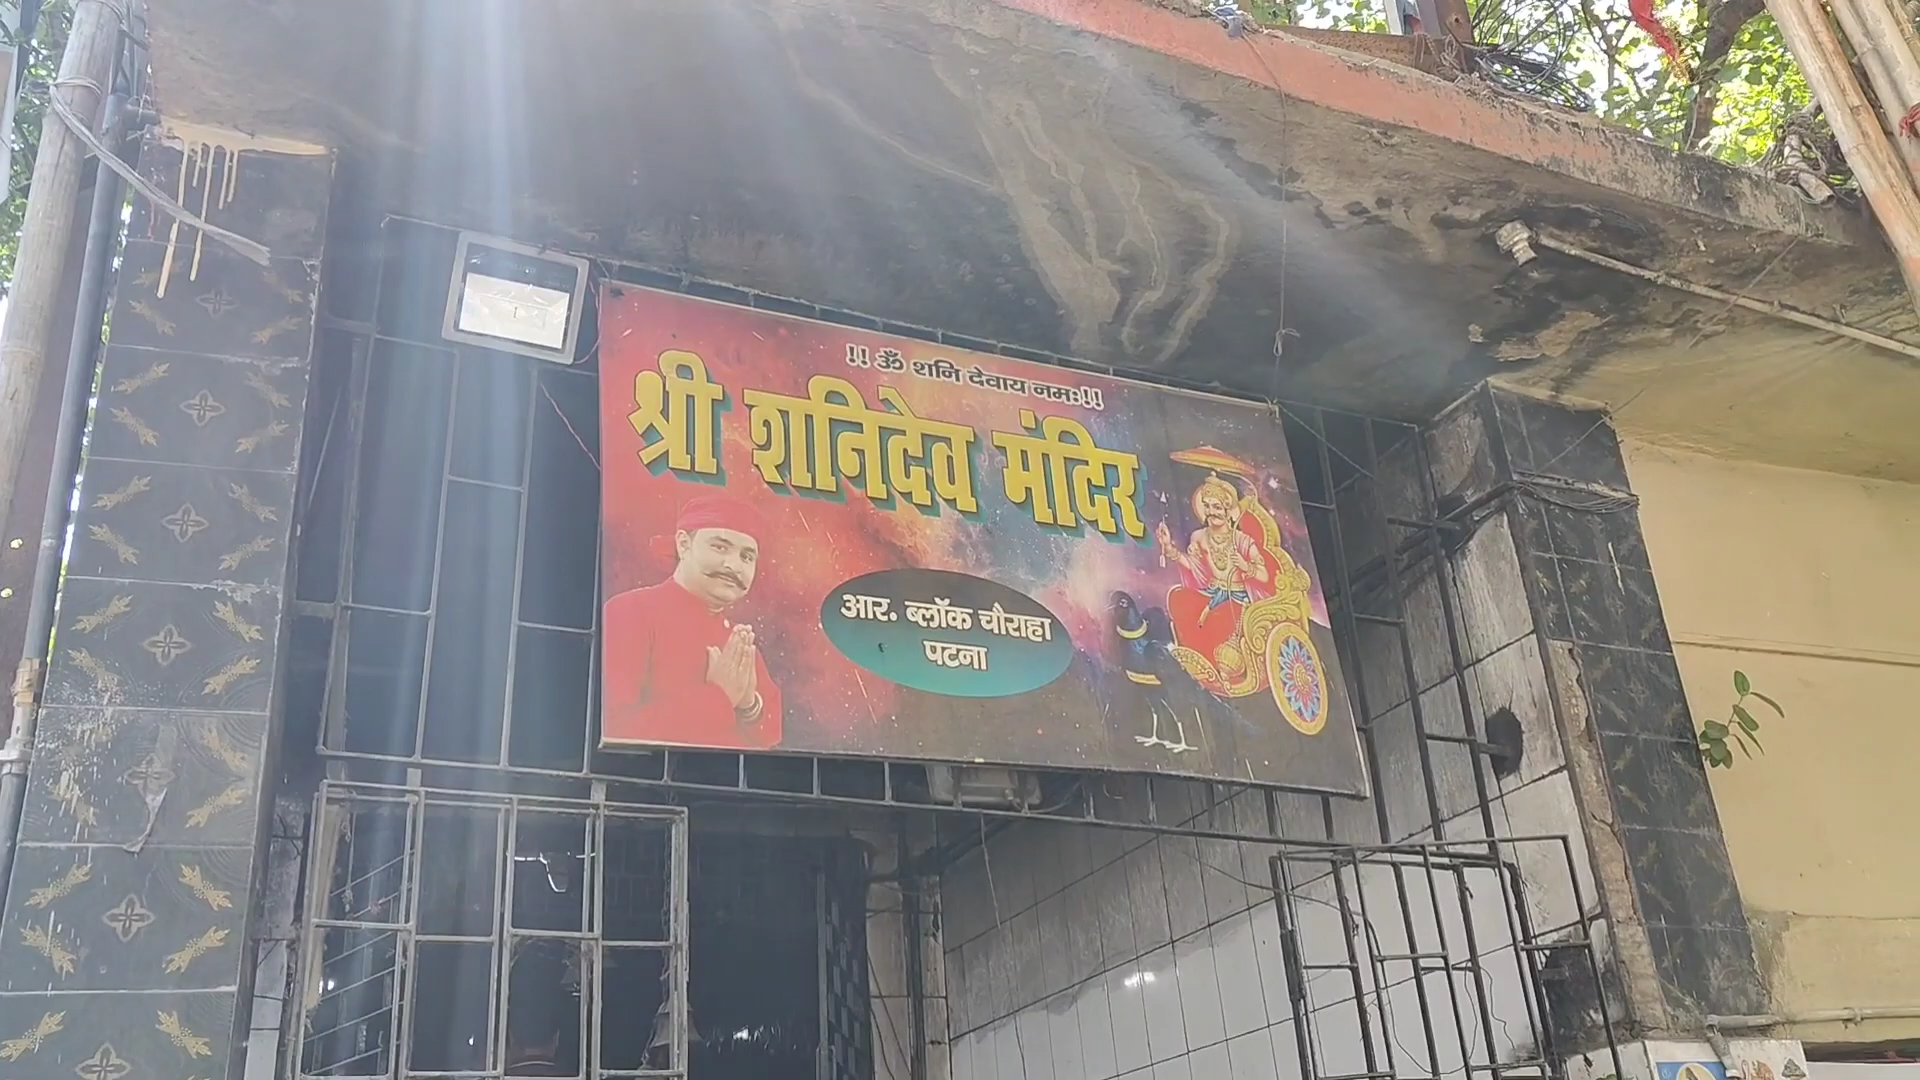 !! ॐ शनि देवाय नमः!!
श्री शनिदेव मंदिर
आर. ब्लॉक चौराहा
पटना